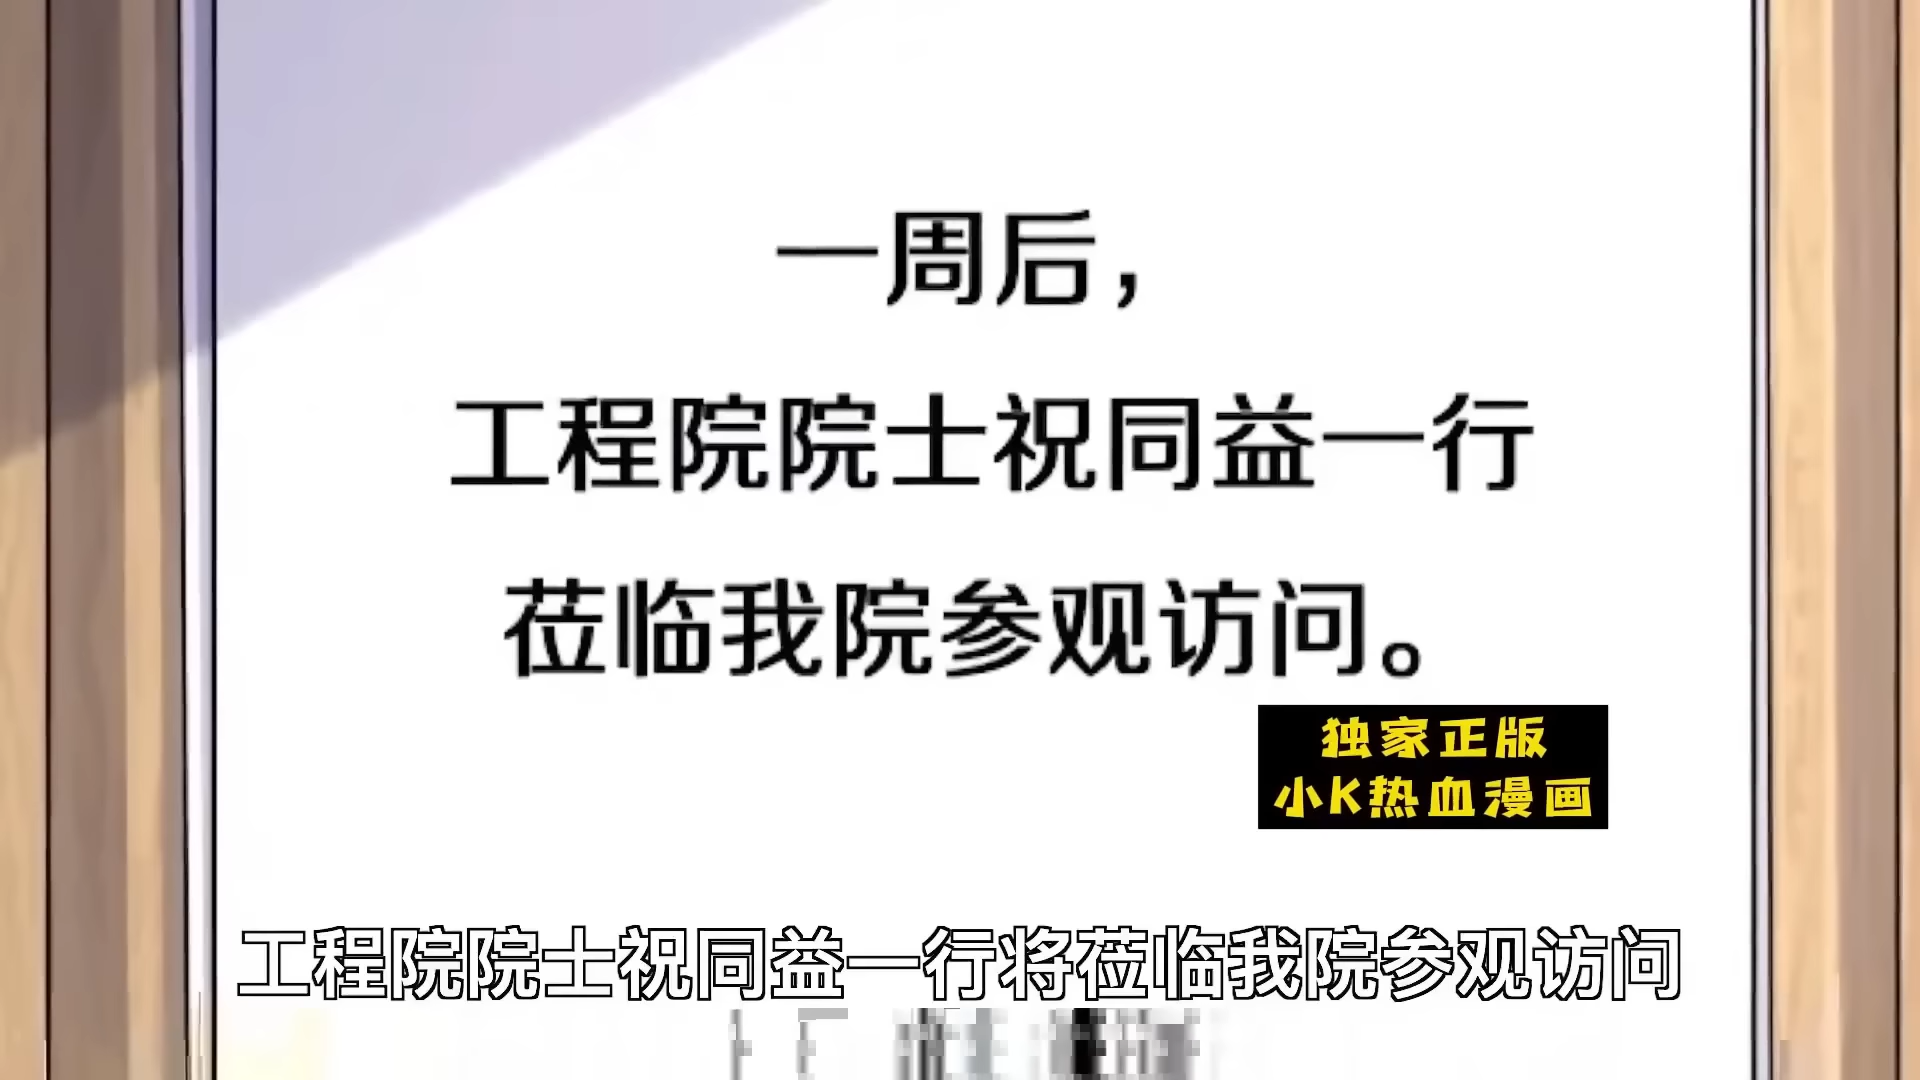 一周后，
工程院院士祝同益一行
莅临我院参观访问。
独家正版
小K热血漫画
工程院院士祝同益一行将莅临我院参观访问